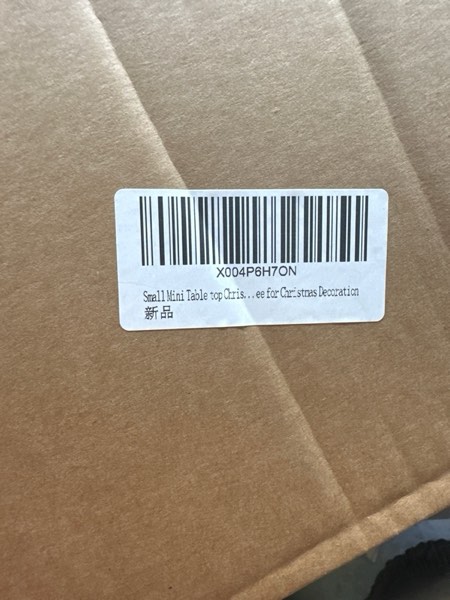 X004P6H7ON
Small Mini Table top Chris...ee for Christmas Decoration
新品